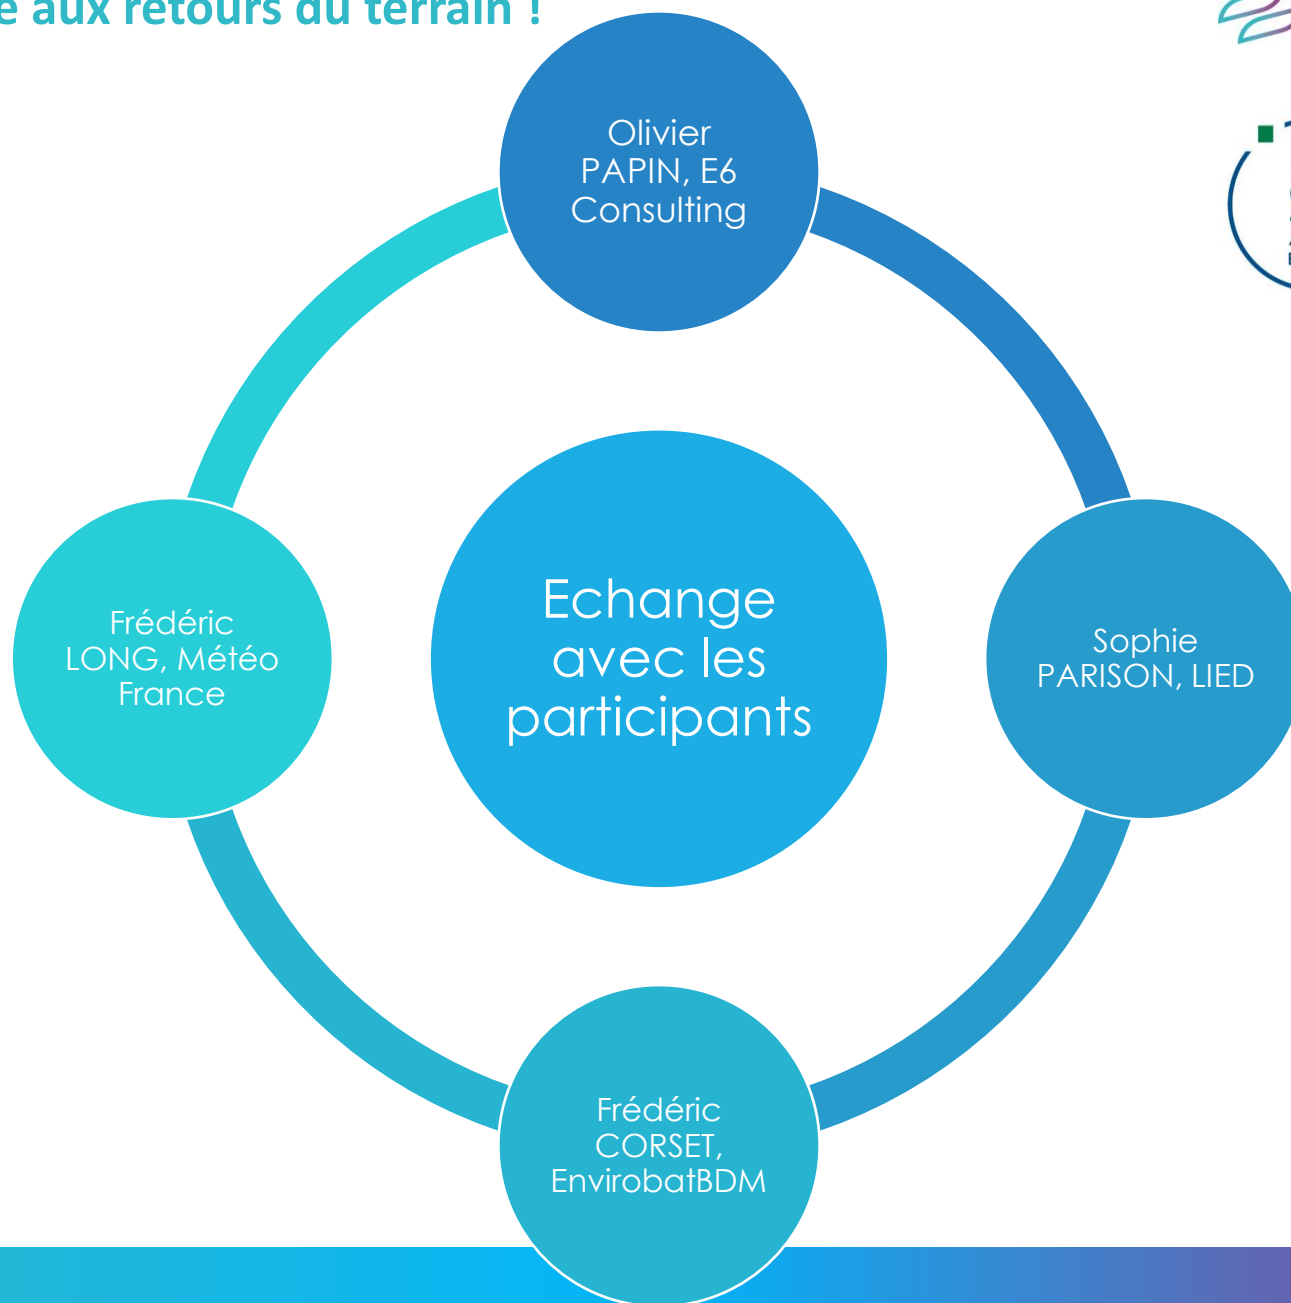 aux retours du terrain !
Olivier
PAPIN, E6
Consulting
Frédéric
LONG, Météo
France
Echange
avec les
participants
Sophie
PARISON, LIED
Frédéric
CORSET,
EnvirobatBDM